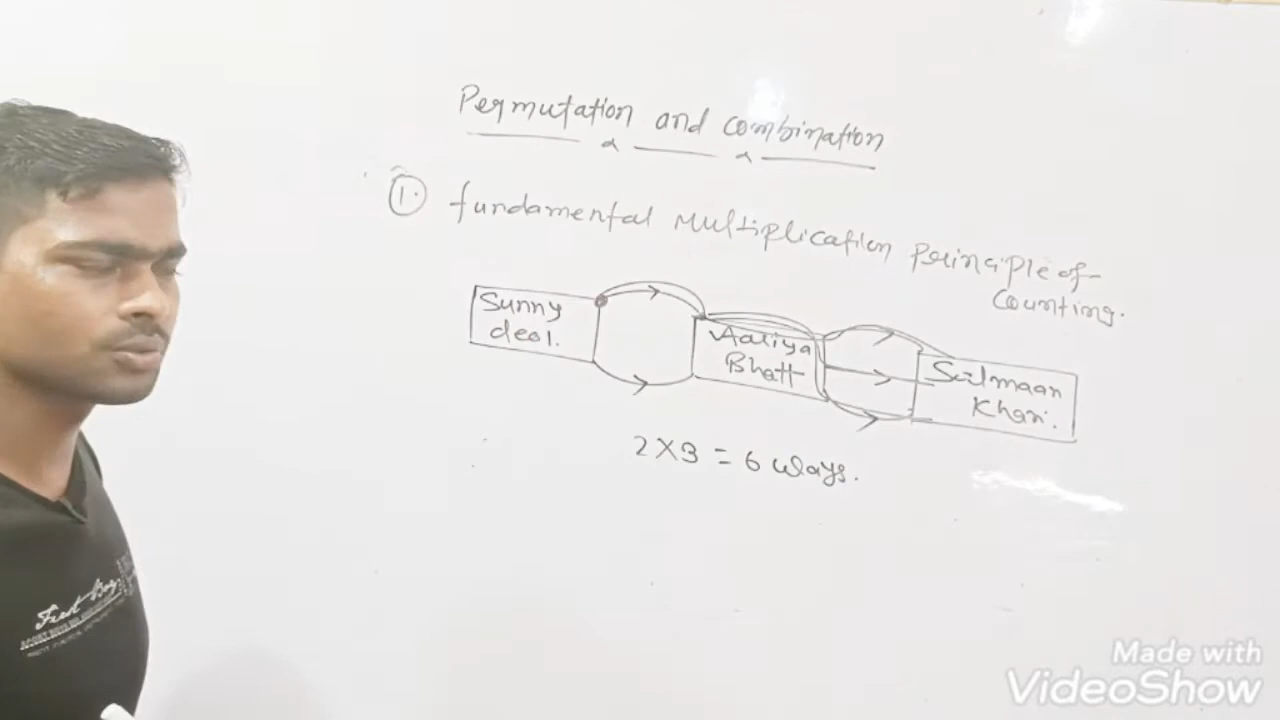 Permutation and combination
1. fundamental Multiplication Principle of
Counting.
Sunny
deol.
Aaliya
Bhatt
Salmaan
Khan.
2×3 = 6 ways.
Made with
VideoShow